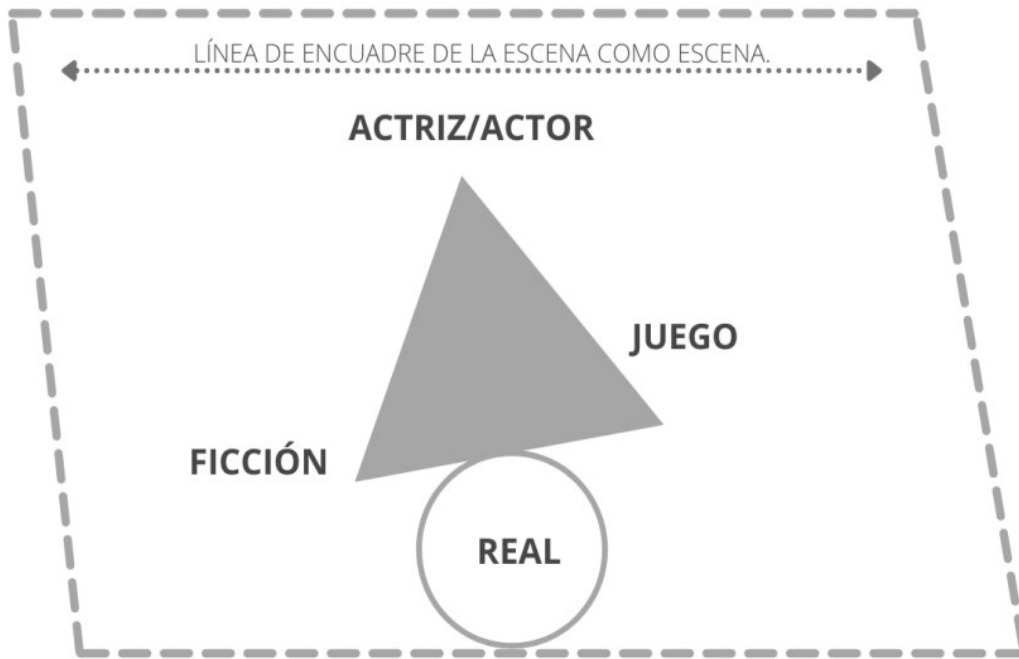 LÍNEA DE ENCUADRE DE LA ESCENA COMO ESCENA.
ACTRIZ/ACTOR
JUEGO
FICCIÓN
REAL